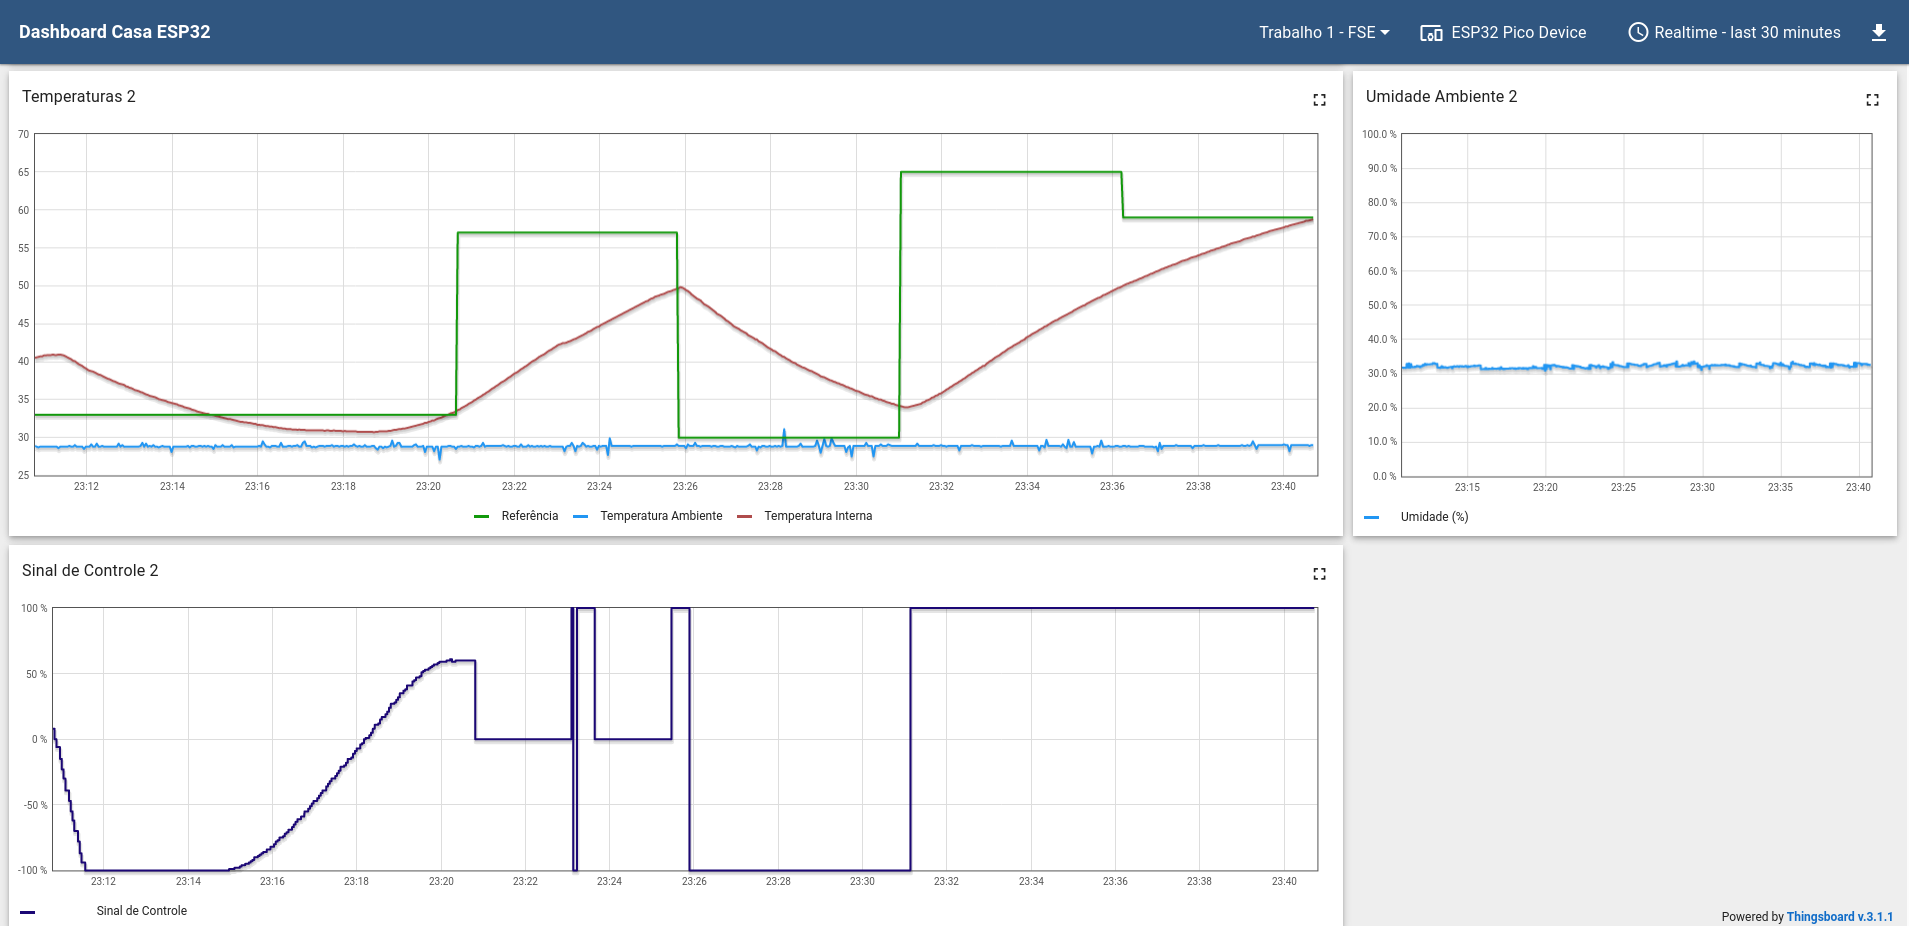 Dashboard Casa ESP32
Trabalho 1 - FSE
ESP32 Pico Device
Realtime - last 30 minutes
Temperaturas 2
70
65
60
55
50
45
40
35
30
25
23:12 23:14 23:16 23:18 23:20 23:22 23:24 23:26 23:28 23:30 23:32 23:34 23:36 23:38 23:40
Referência Temperatura Ambiente Temperatura Interna
Umidade Ambiente 2
100.0 %
90.0 %
80.0 %
70.0 %
60.0 %
50.0 %
40.0 %
30.0 %
20.0 %
10.0 %
0.0 %
23:15 23:20 23:25 23:30 23:35 23:40
Umidade (%)
Sinal de Controle 2
100 %
50 %
0 %
-50 %
-100 %
23:12 23:14 23:16 23:18 23:20 23:22 23:24 23:26 23:28 23:30 23:32 23:34 23:36 23:38 23:40
Sinal de Controle
Powered by Thingsboard v.3.1.1